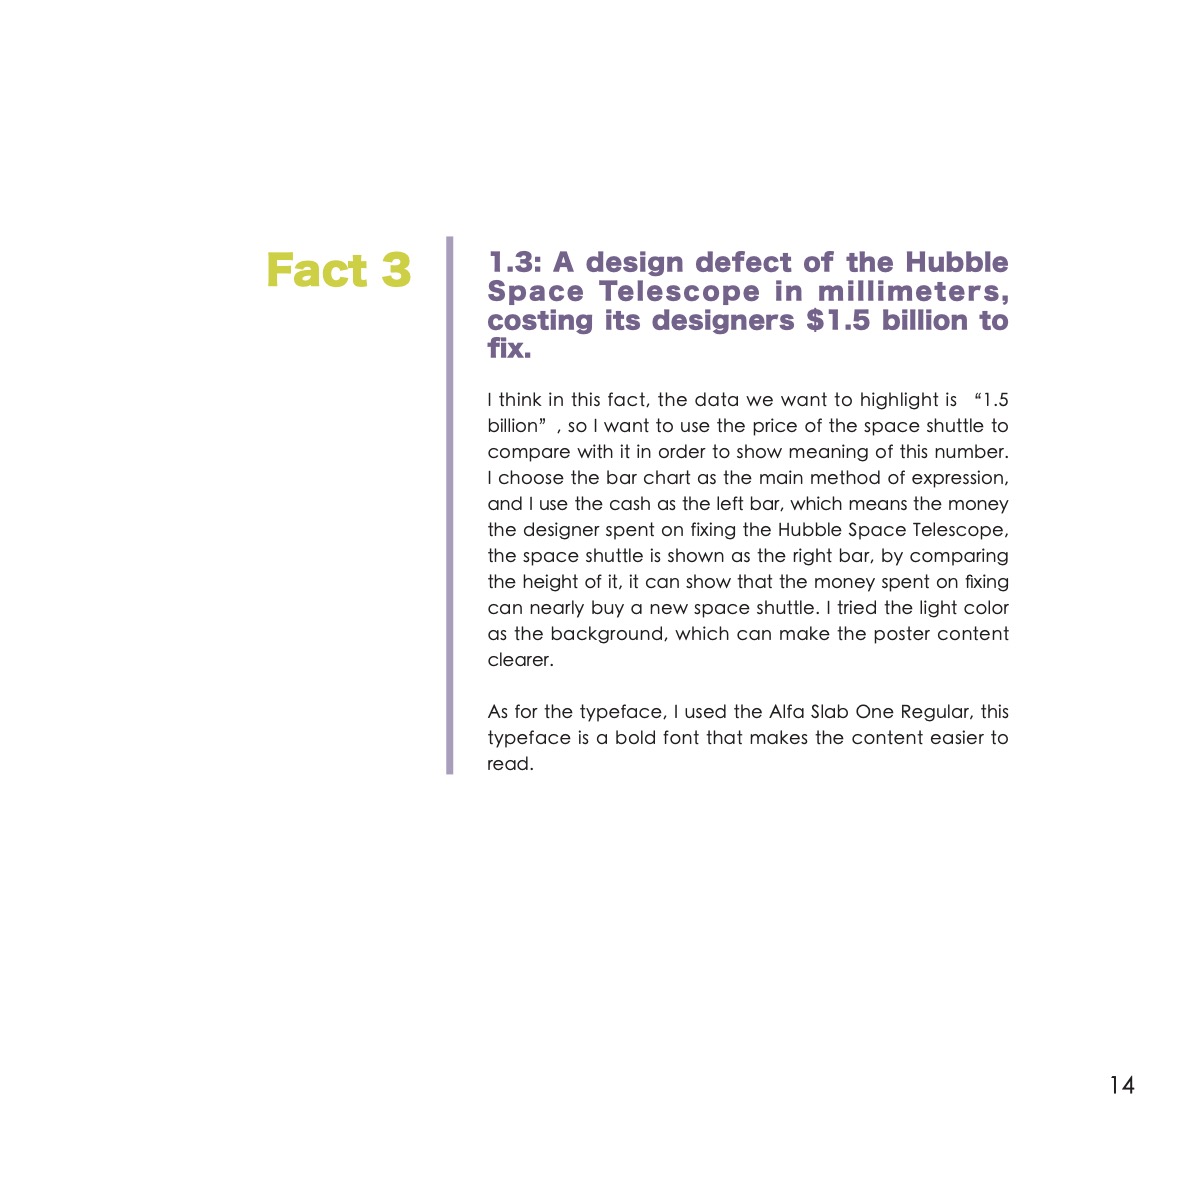 Fact 3
1.3: A design defect of the Hubble
Space Telescope in millimeters,
costing its designers $1.5 billion to
fix.
I think in this fact, the data we want to highlight is “1.5
billion” , so I want to use the price of the space shuttle to
compare with it in order to show meaning of this number.
I choose the bar chart as the main method of expression,
and I use the cash as the left bar, which means the money
the designer spent on fixing the Hubble Space Telescope,
the space shuttle is shown as the right bar, by comparing
the height of it, it can show that the money spent on fixing
can nearly buy a new space shuttle. I tried the light color
as the background, which can make the poster content
clearer.
As for the typeface, I used the Alfa Slab One Regular, this
typeface is a bold font that makes the content easier to
read.
14